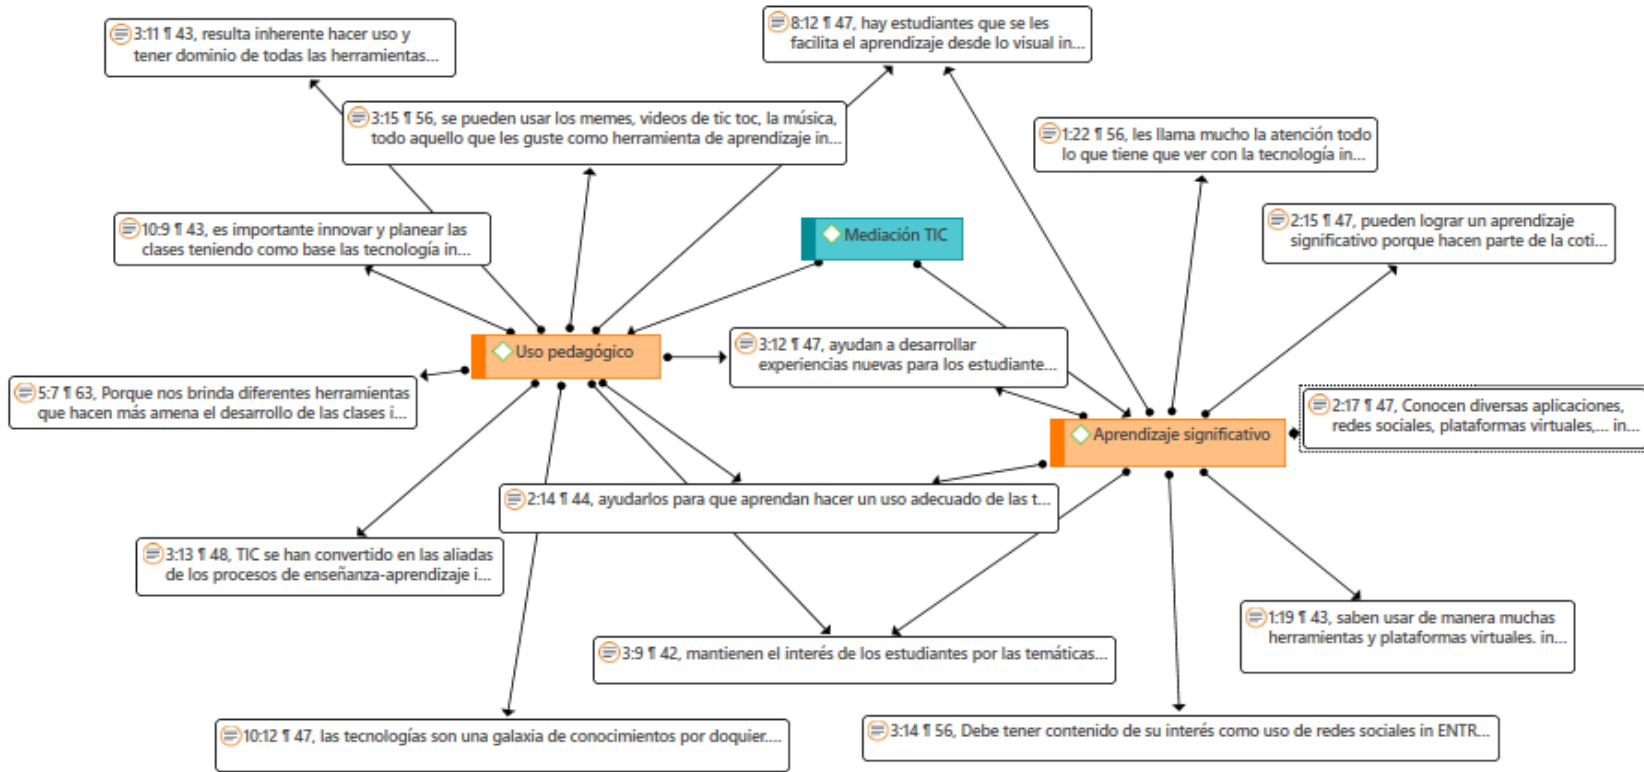 3:11 ¶ 43, resulta inherente hacer uso y
tener dominio de todas las herramientas...
8:12 ¶ 47, hay estudiantes que se les
facilita el aprendizaje desde lo visual in...
3:15 ¶ 56, se pueden usar los memes, videos de tic toc, la música,
todo aquello que les guste como herramienta de aprendizaje in...
1:22 ¶ 56, les llama mucho la atención todo
lo que tiene que ver con la tecnología in...
10:9 ¶ 43, es importante innovar y planear las
clases teniendo como base las tecnología in...
Mediación TIC
2:15 ¶ 47, pueden lograr un aprendizaje
significativo porque hacen parte de la coti...
Uso pedagógico
3:12 ¶ 47, ayudan a desarrollar
experiencias nuevas para los estudiante...
5:7 ¶ 63, Porque nos brinda diferentes herramientas
que hacen más amena el desarrollo de las clases i...
Aprendizaje significativo
2:17 ¶ 47, Conocen diversas aplicaciones,
redes sociales, plataformas virtuales,... in...
2:14 ¶ 44, ayudarlos para que aprendan hacer un uso adecuado de las t...
3:13 ¶ 48, TIC se han convertido en las aliadas
de los procesos de enseñanza-aprendizaje i...
1:19 ¶ 43, saben usar de manera muchas
herramientas y plataformas virtuales. in...
3:9 ¶ 42, mantienen el interés de los estudiantes por las temáticas...
10:12 ¶ 47, las tecnologías son una galaxia de conocimientos por doquier....
3:14 ¶ 56, Debe tener contenido de su interés como uso de redes sociales in ENTR...